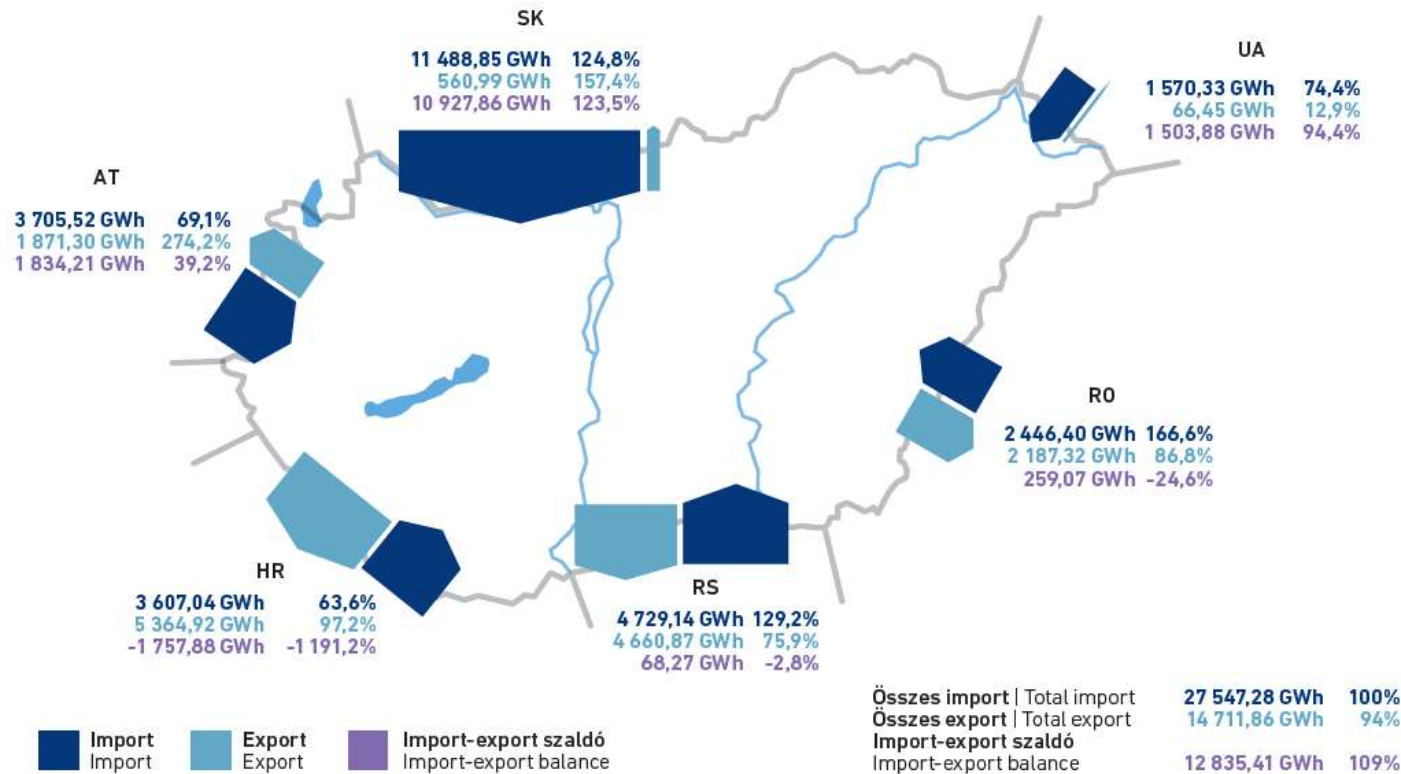 SK
11 488,85 GWh 124,8%
560,99 GWh 157,4%
10 927,86 GWh 123,5%
UA
1 570,33 GWh 74,4%
66,45 GWh 12,9%
1 503,88 GWh 94,4%
AT
3 705,52 GWh 69,1%
1 871,30 GWh 274,2%
1 834,21 GWh 39,2%
RO
2 446,40 GWh 166,6%
2 187,32 GWh 86,8%
259,07 GWh -24,6%
HR
3 607,04 GWh 63,6%
5 364,92 GWh 97,2%
-1 757,88 GWh -1 191,2%
RS
4 729,14 GWh 129,2%
4 660,87 GWh 75,9%
68,27 GWh -2,8%
Import
Import
Export
Export
Import-export szaldó
Import-export balance
Összes import | Total import 27 547,28 GWh 100%
Összes export | Total export 14 711,86 GWh 94%
Import-export szaldó
Import-export balance 12 835,41 GWh 109%